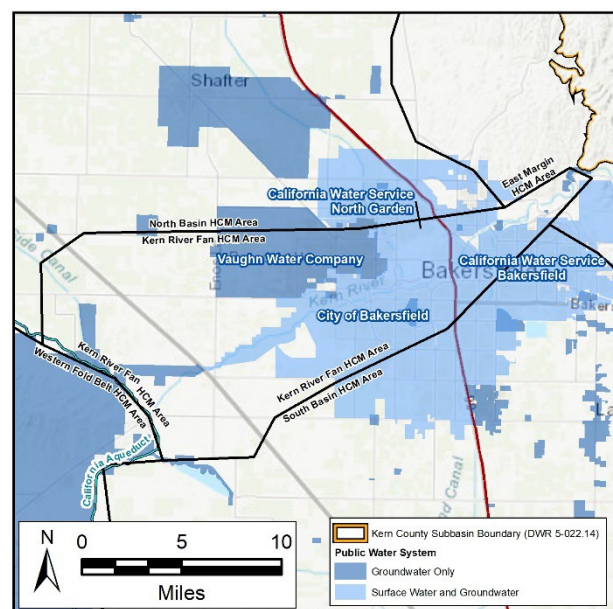 Shafter
East Margin
HCM Area
California Water Service
North Garden
North Basin HCM Area
Kern River Fan HCM Area
Vaughn Water Company
California Water Service
Bakersfield
Kern River
City of Bakersfield
Kern River Fan HCM Area
South Basin HCM Area
Kern River Fan
HCM Area
Western Fold Belt HCM Area
California Aqueduct
Canal
N
0 5 10
Miles
Kern County Subbasin Boundary (DWR 5-022.14)
Public Water System
Groundwater Only
Surface Water and Groundwater